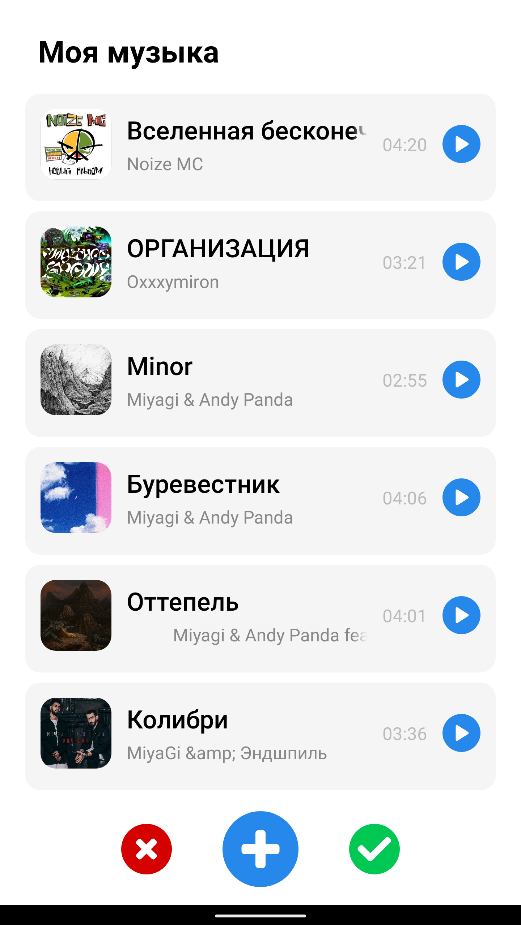 Моя музыка
NOIZE MC
Вселенная бесконеч
04:20
Noize MC
ОРГАНИЗАЦИЯ
03:21
Oxxxymiron
Minor
02:55
Miyagi & Andy Panda
Буревестник
04:06
Miyagi & Andy Panda
Оттепель
04:01
Miyagi & Andy Panda fea
Колибри
03:36
MiyaGi &amp; Эндшпиль